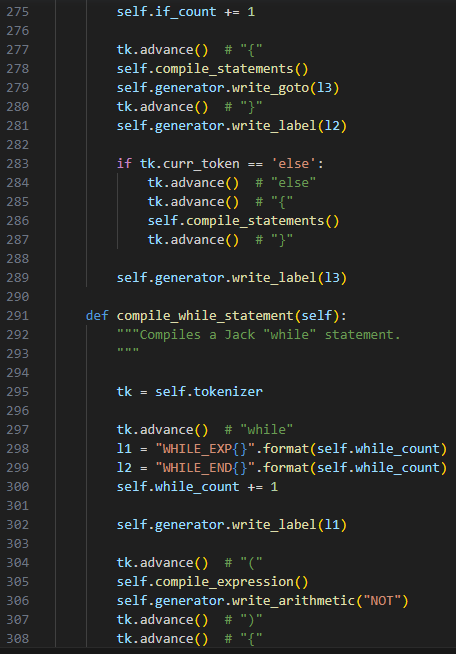 275         self.if_count += 1
276
277         tk.advance()  # "{"
278         self.compile_statements()
279         self.generator.write_goto(l3)
280         tk.advance()  # "}"
281         self.generator.write_label(l2)
282
283         if tk.curr_token == 'else':
284             tk.advance()  # "else"
285             tk.advance()  # "{"
286             self.compile_statements()
287             tk.advance()  # "}"
288
289         self.generator.write_label(l3)
290
291     def compile_while_statement(self):
292         """Compiles a Jack "while" statement.
293         """
294
295         tk = self.tokenizer
296
297         tk.advance()  # "while"
298         l1 = "WHILE_EXP{}".format(self.while_count)
299         l2 = "WHILE_END{}".format(self.while_count)
300         self.while_count += 1
301
302         self.generator.write_label(l1)
303
304         tk.advance()  # "("
305         self.compile_expression()
306         self.generator.write_arithmetic("NOT")
307         tk.advance()  # ")"
308         tk.advance()  # "{"